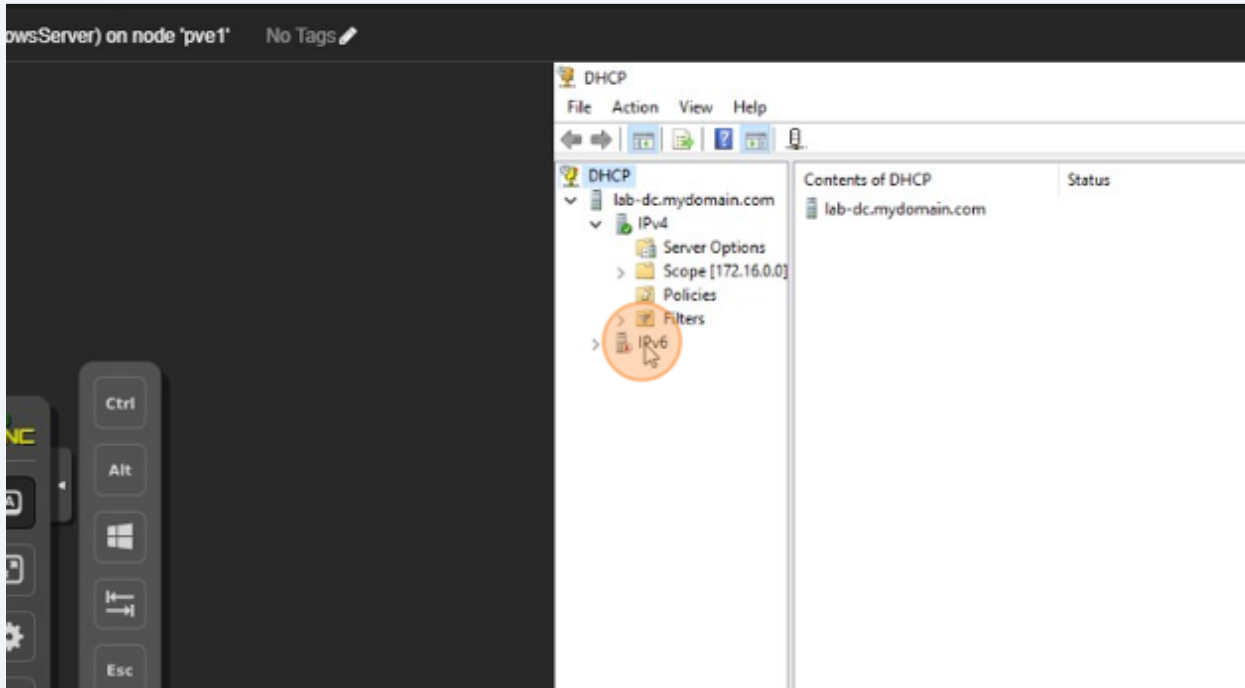 owsServer) on node 'pve1' No Tags
DHCP
File Action View Help
DHCP
lab-dc.mydomain.com
IPv4
Server Options
Scope [172.16.0.0]
Policies
Filters
IPv6
Contents of DHCP Status
lab-dc.mydomain.com
NC
A
Ctrl
Alt
Esc